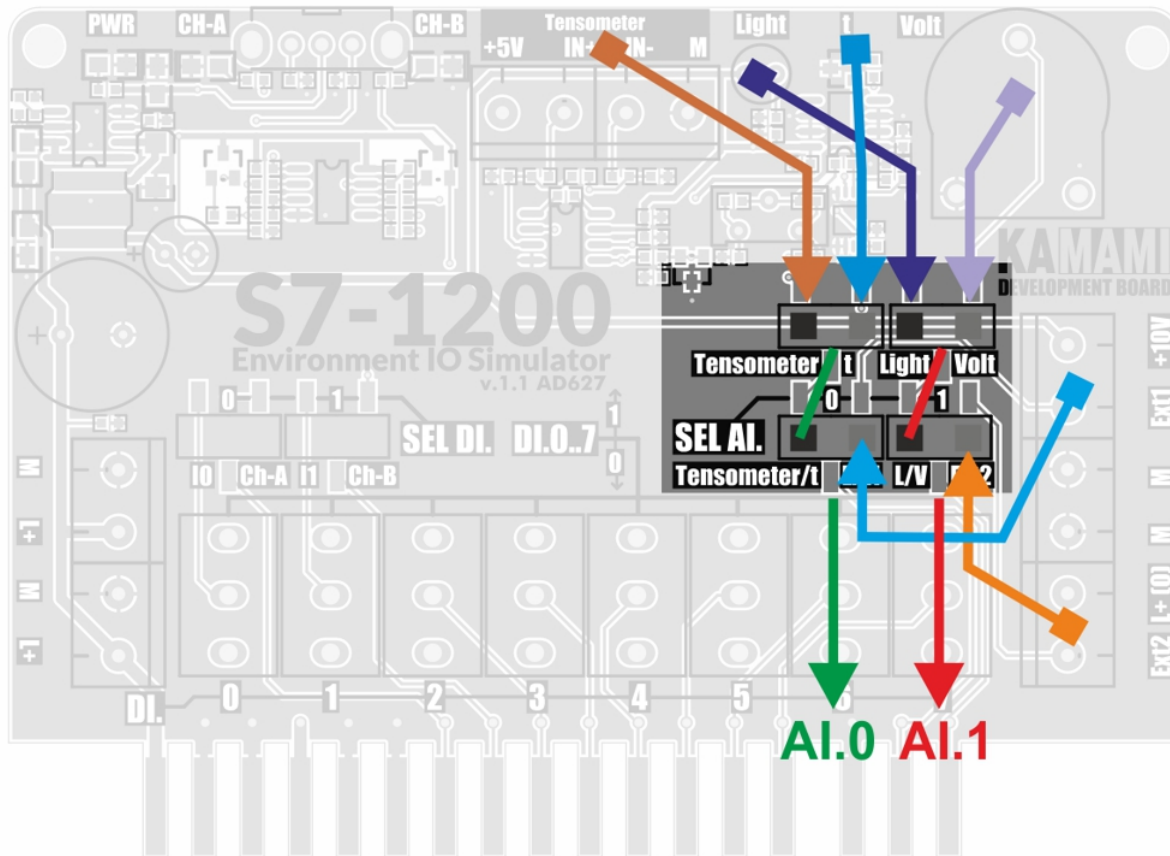 PWR CH-A CH-B Tensometer Light t Volt
+5V IN+ IN- M
KAMAMI
DEVELOPMENT BOARD
S7-1200
Environment IO Simulator
v.1.1 AD627
Tensometer t Light Volt
0 1 SEL DI. DI.0..7 1 0
SEL AI. 0 1
I0 Ch-A I1 Ch-B
Tensometer/t L/V
+10V
Ext1
M
M
L+ (0)
Ext2
M
L+
M
L+
DI. 0 1 2 3 4 5 6
AI.0 AI.1